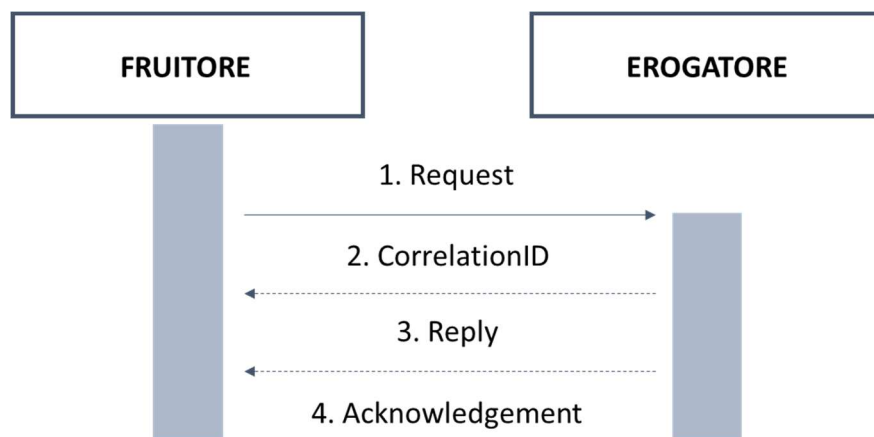 FRUITORE
EROGATORE
1. Request
2. CorrelationID
3. Reply
4. Acknowledgement